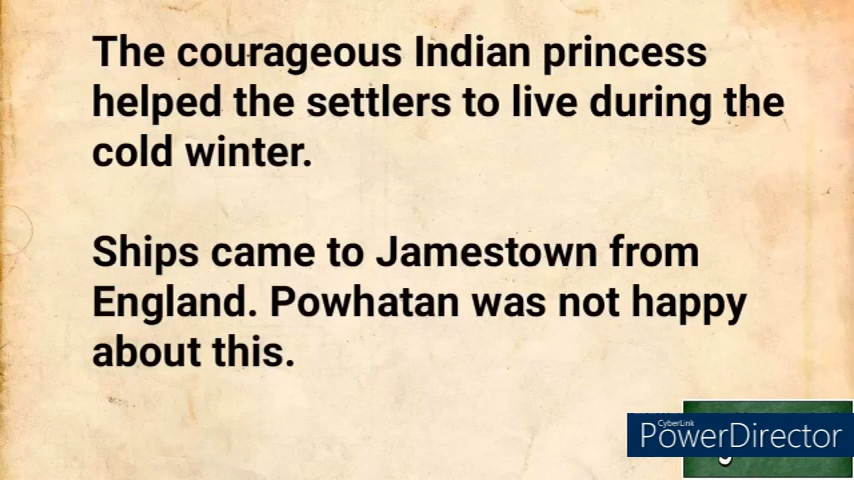 The courageous Indian princess
helped the settlers to live during the
cold winter.
Ships came to Jamestown from
England. Powhatan was not happy
about this.
CyberLink
PowerDirector